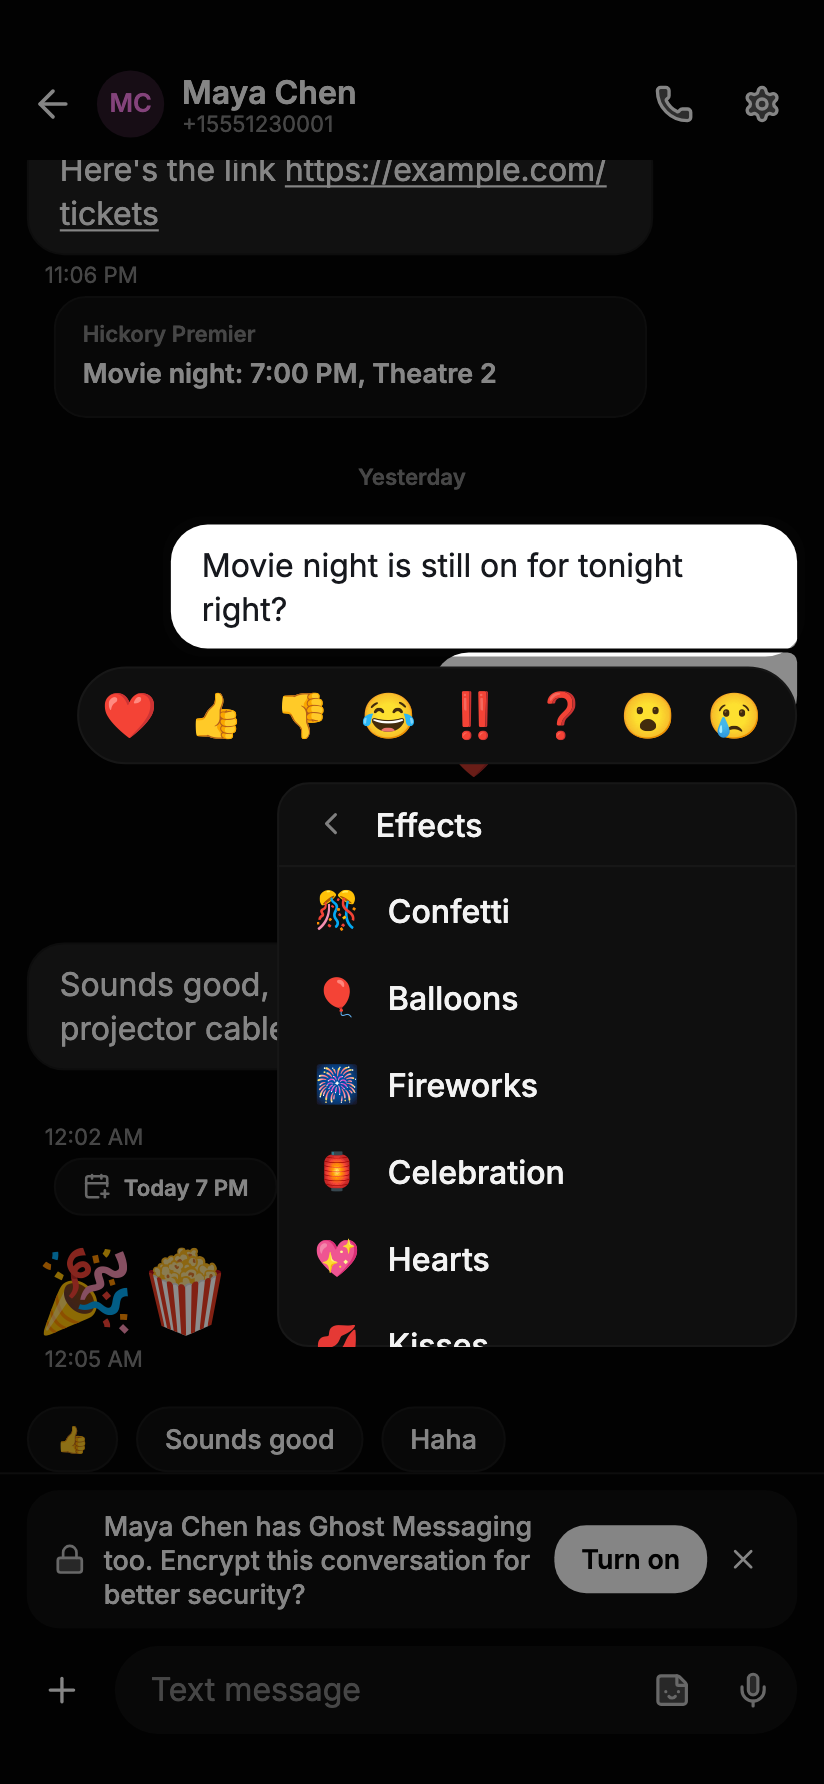 MC
Maya Chen
+15551230001
Here's the link https://example.com/
tickets
11:06 PM
Hickory Premier
Movie night: 7:00 PM, Theatre 2
Yesterday
Movie night is still on for tonight
right?
Effects
Confetti
Sounds good,
projector cable
Balloons
Fireworks
12:02 AM
Today 7 PM
Celebration
Hearts
Kisses
12:05 AM
Sounds good
Haha
Maya Chen has Ghost Messaging
too. Encrypt this conversation for
better security?
Turn on
Text message